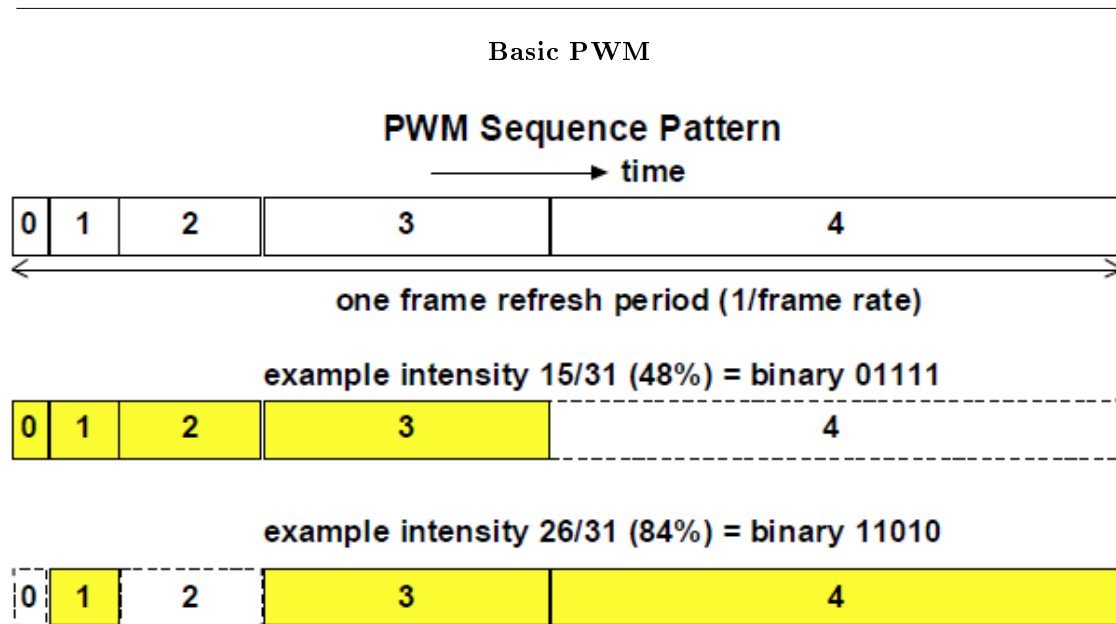 Basic PWM
PWM Sequence Pattern
time
0 1 2 3 4
one frame refresh period (1/frame rate)
example intensity 15/31 (48%) = binary 01111
0 1 2 3 4
example intensity 26/31 (84%) = binary 11010
0 1 2 3 4